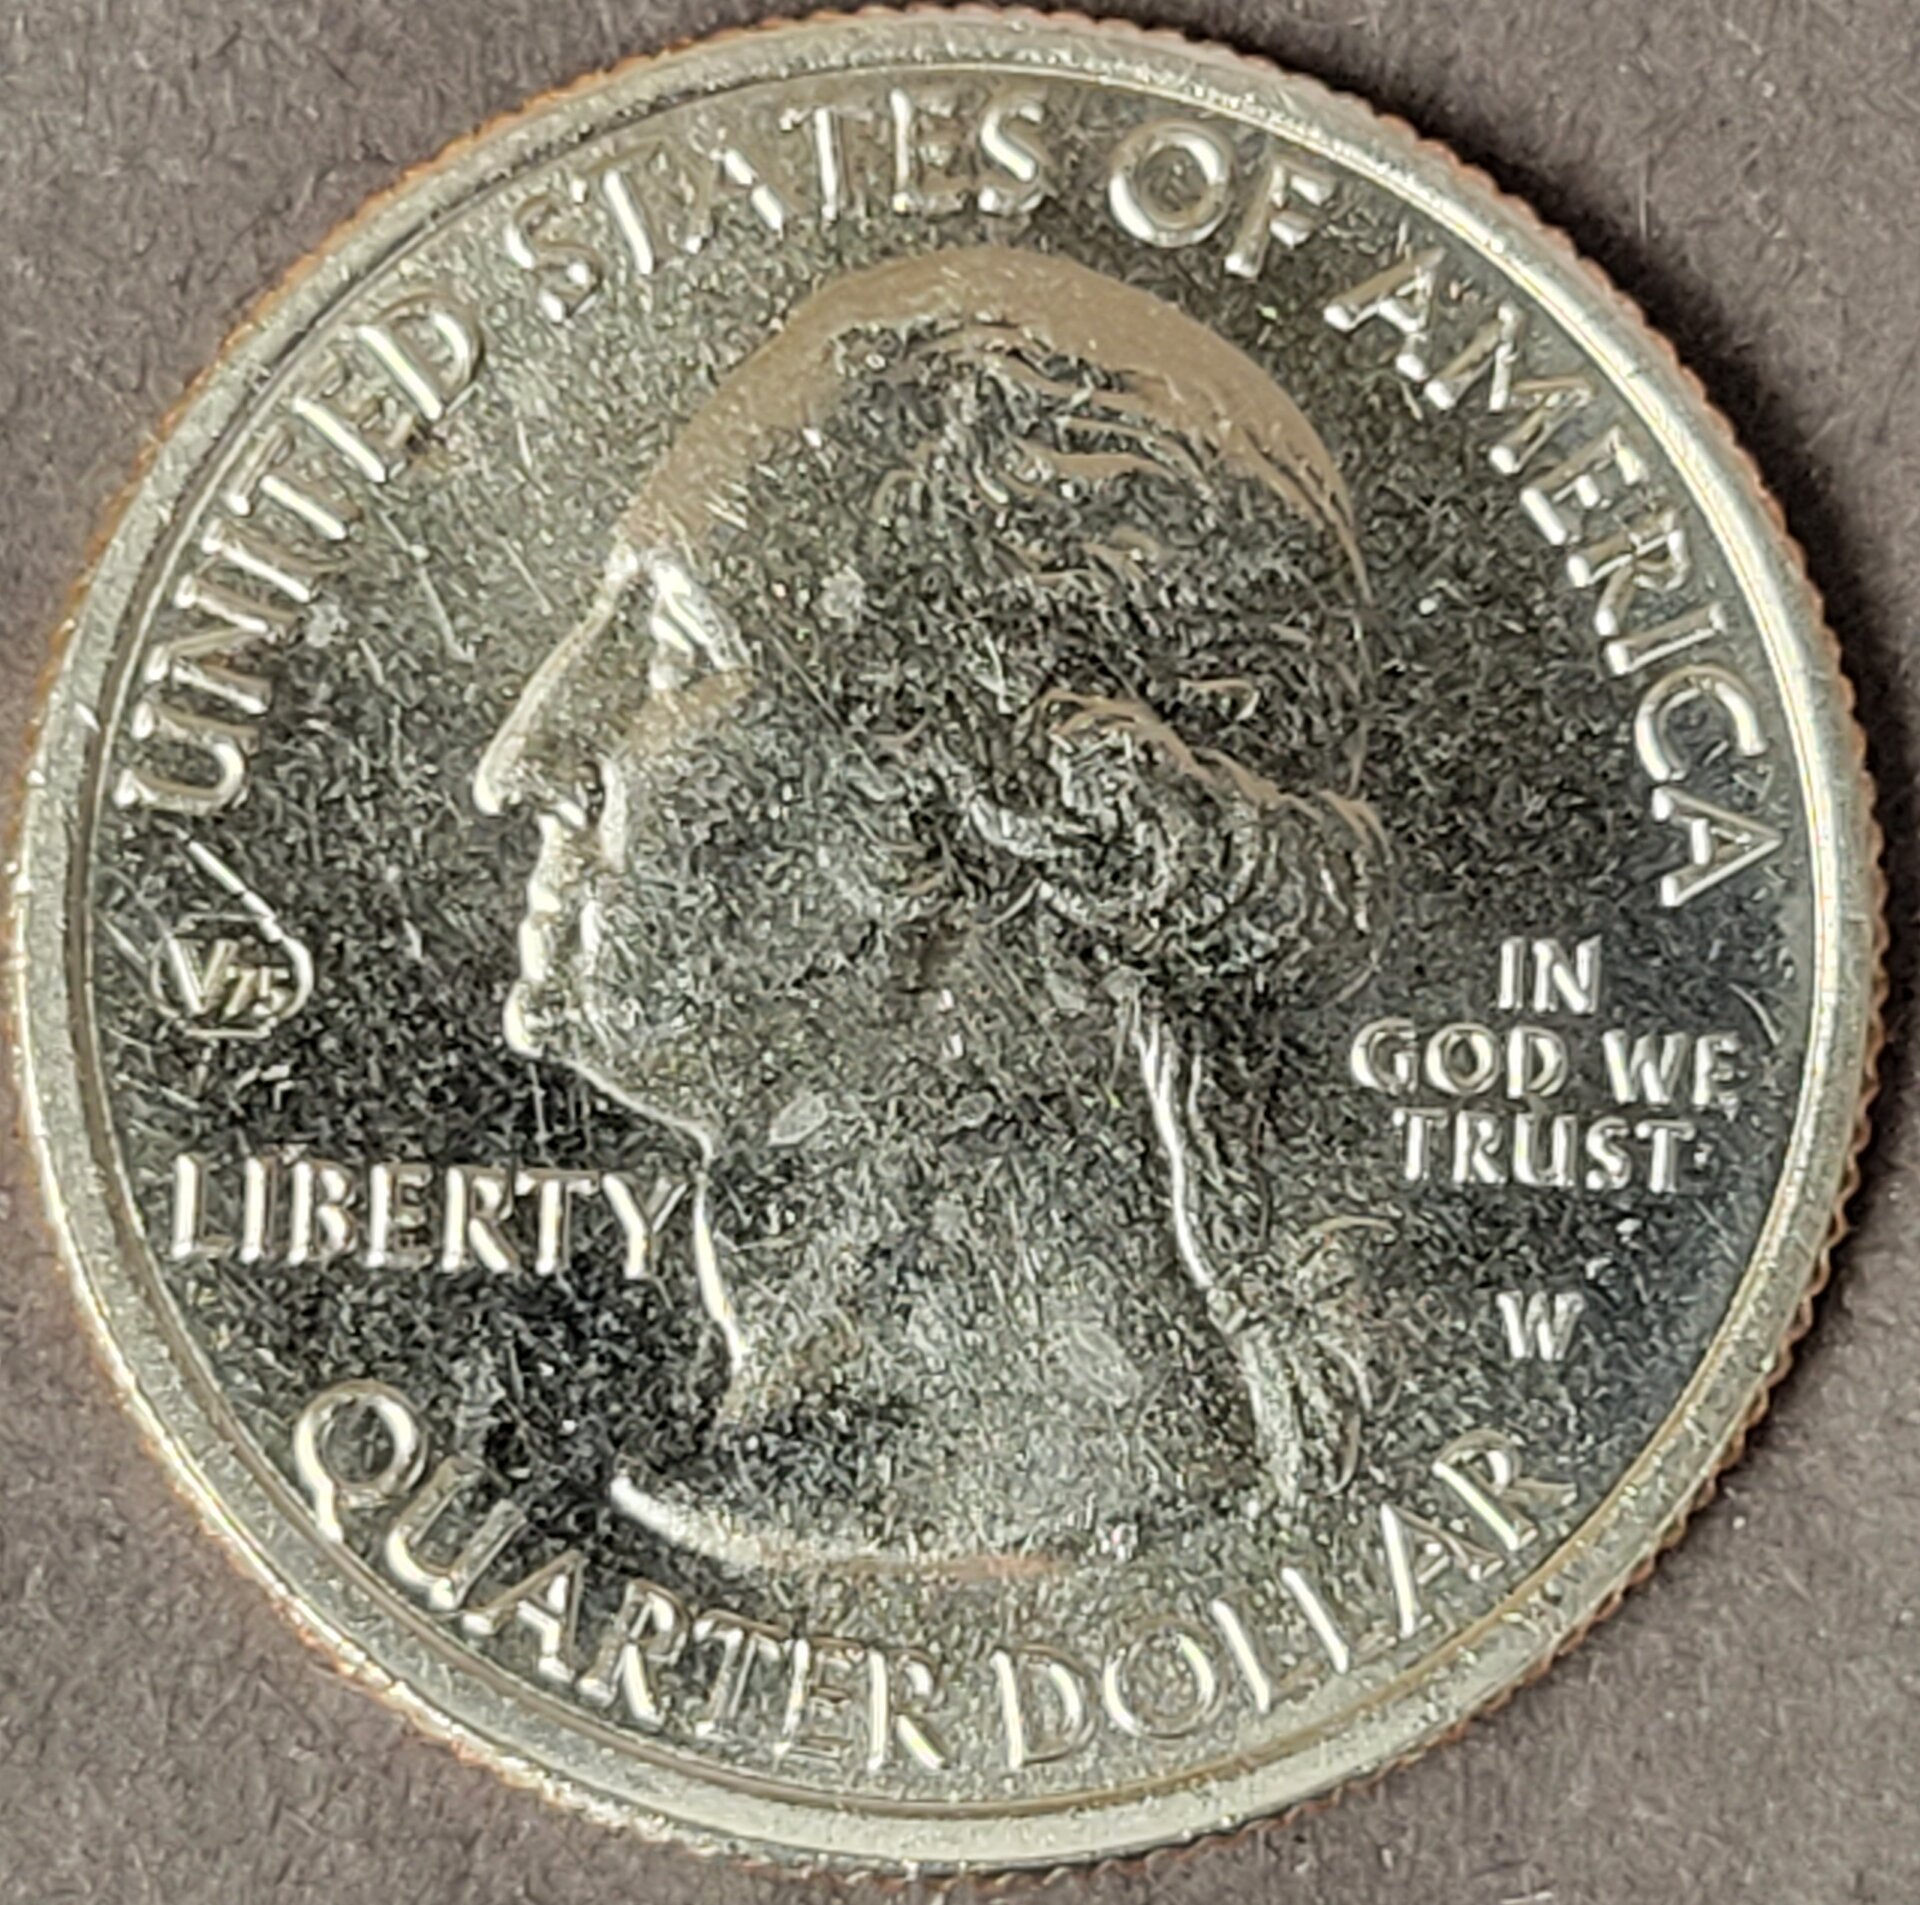 UNITED STATES OF AMERICA
V75
LIBERTY
IN
GOD WE
TRUST
W
QUARTER DOLLAR